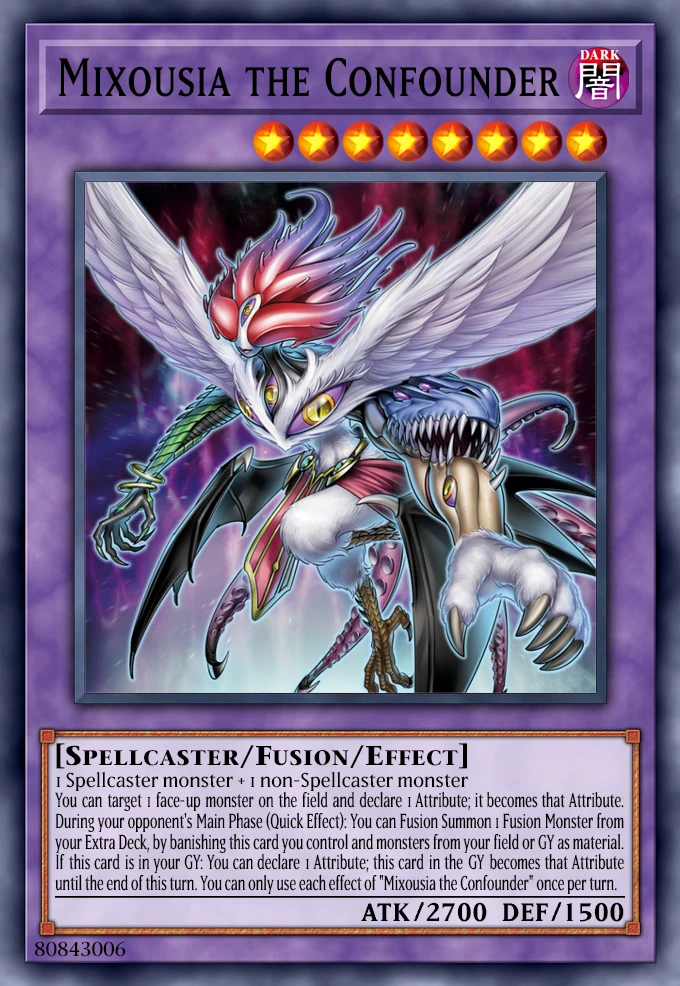 Mixousia the Confounder
DARK
闇
[Spellcaster/Fusion/Effect]
1 Spellcaster monster + 1 non-Spellcaster monster
You can target 1 face-up monster on the field and declare 1 Attribute; it becomes that Attribute.
During your opponent's Main Phase (Quick Effect): You can Fusion Summon 1 Fusion Monster from
your Extra Deck, by banishing this card you control and monsters from your field or GY as material.
If this card is in your GY: You can declare 1 Attribute; this card in the GY becomes that Attribute
until the end of this turn. You can only use each effect of "Mixousia the Confounder" once per turn.
ATK/2700 DEF/1500
80843006